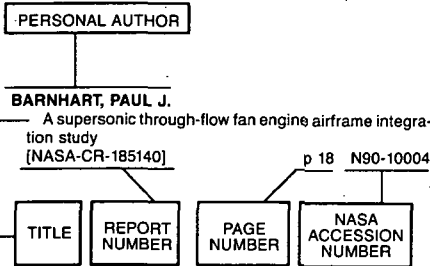 PERSONAL AUTHOR
BARNHART, PAUL J.
A supersonic through-flow fan engine airframe integra-
tion study
[NASA-CR-185140] p 18 N90-10004
TITLE
REPORT
NUMBER
PAGE
NUMBER
NASA
ACCESSION
NUMBER